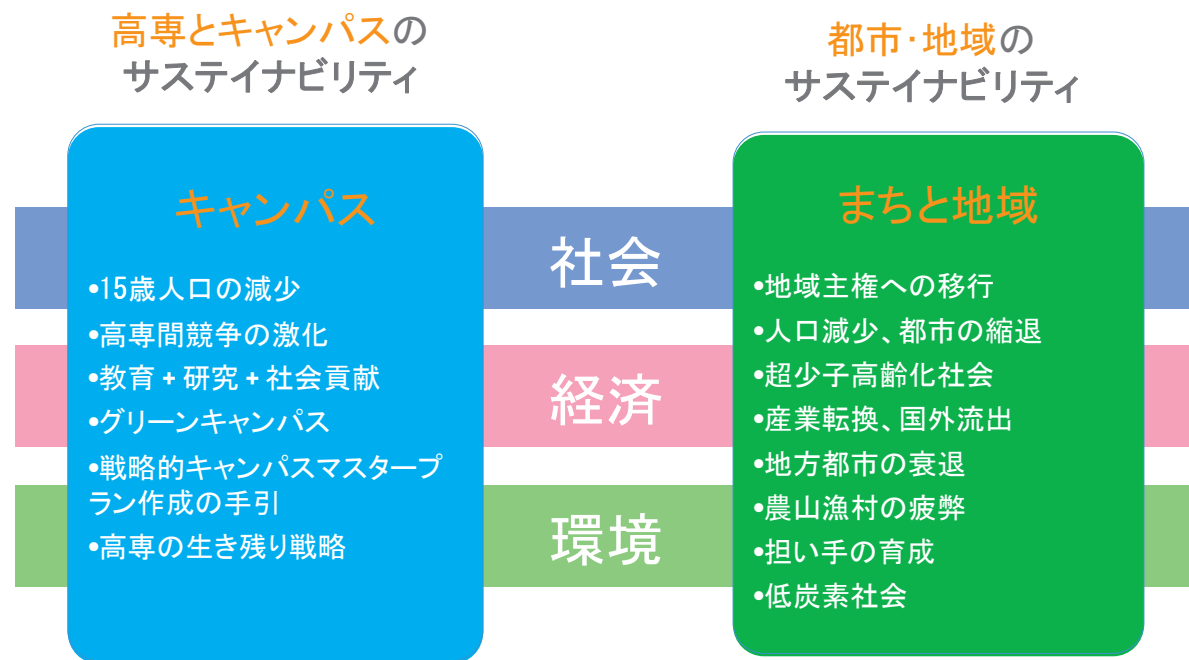 高専とキャンパスの
サステイナビリティ
キャンパス
•15歳人口の減少
•高専間競争の激化
•教育+研究+社会貢献
•グリーンキャンパス
•戦略的キャンパスマスタープ
ラン作成の手引
•高専の生き残り戦略
社会
経済
環境
都市・地域の
サステイナビリティ
まちと地域
•地域主権への移行
•人口減少、都市の縮退
•超少子高齢化社会
•産業転換、国外流出
•地方都市の衰退
•農山漁村の疲弊
•担い手の育成
•低炭素社会